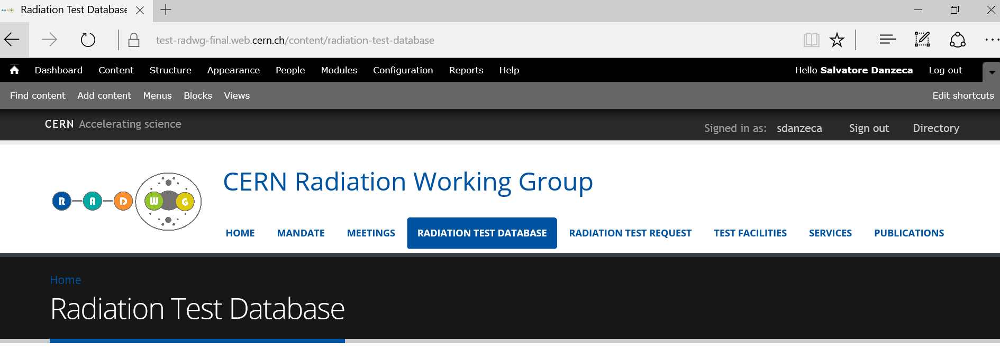 Radiation Test Database
test-radwg-final.web.cern.ch/content/radiation-test-database
Dashboard Content Structure Appearance People Modules Configuration Reports Help Hello Salvatore Danzeca Log out
Find content Add content Menus Blocks Views Edit shortcuts
CERN Accelerating science Signed in as: sdanzeca Sign out Directory
CERN Radiation Working Group
R A D W G
HOME MANDATE MEETINGS RADIATION TEST DATABASE RADIATION TEST REQUEST TEST FACILITIES SERVICES PUBLICATIONS
Home
Radiation Test Database